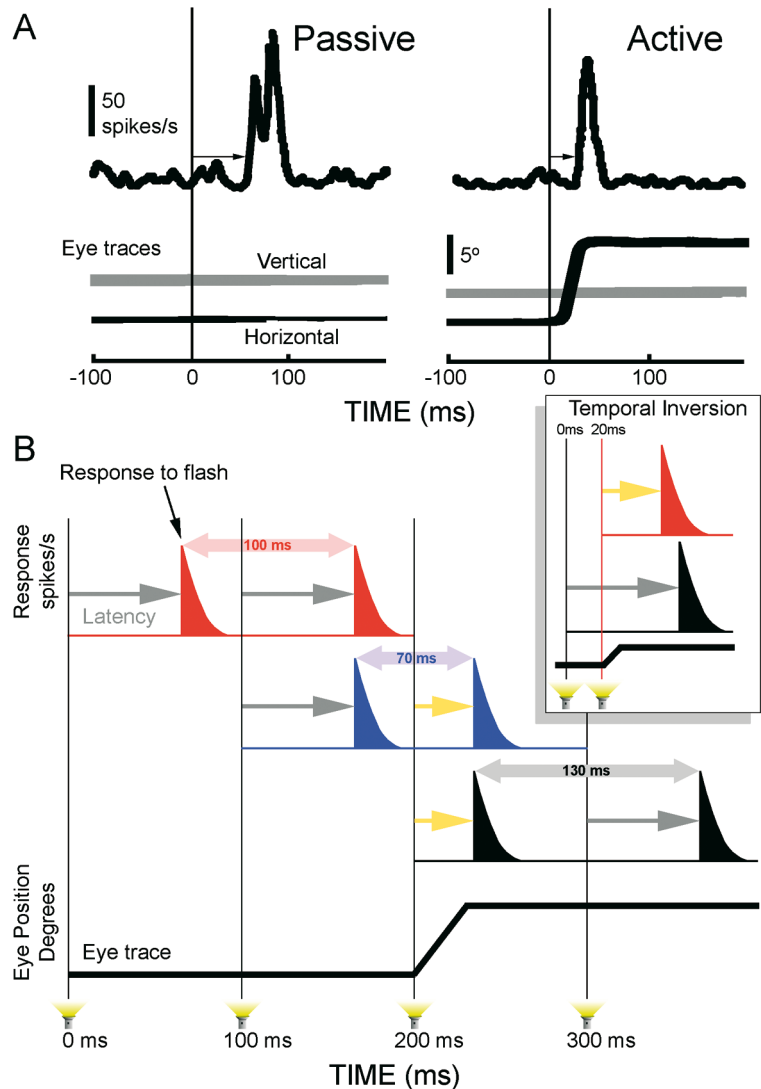 A
Passive
Active
50
spikes/s
Eye traces
Vertical
Horizontal
5º
-100
0
100
-100
0
100
TIME (ms)
Temporal Inversion
0ms
20ms
B
Response to flash
Response
spikes/s
100 ms
Latency
70 ms
130 ms
Eye Position
Degrees
Eye trace
0 ms
100 ms
200 ms
300 ms
TIME (ms)